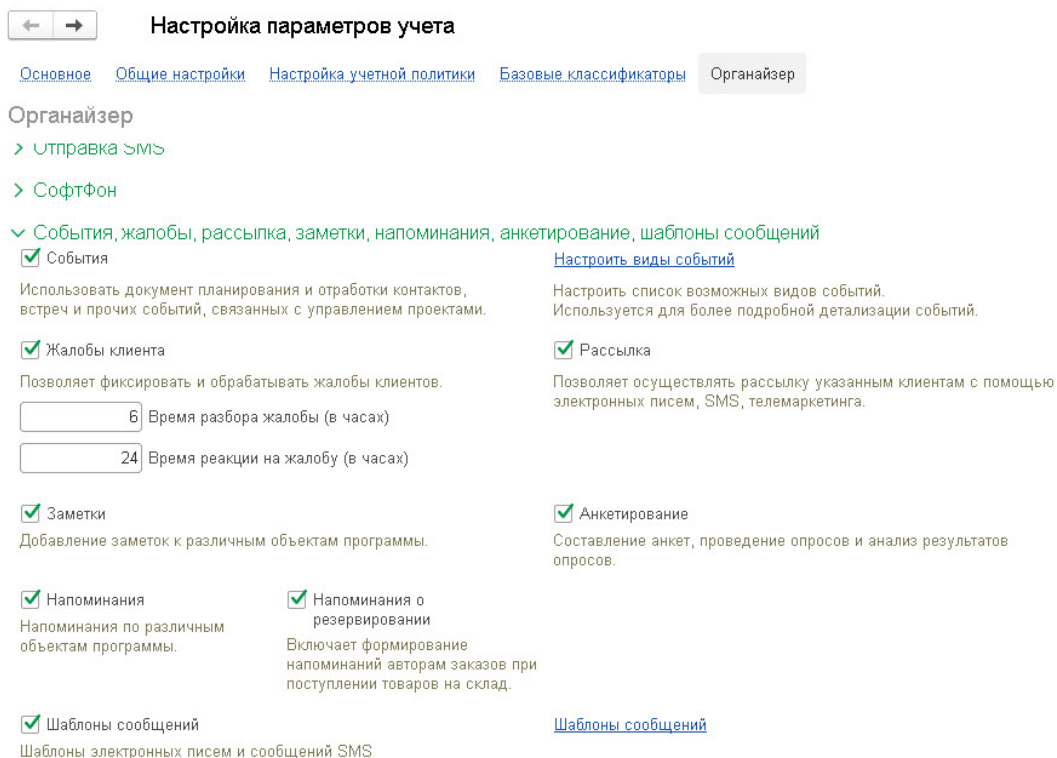 Настройка параметров учета
Основное Общие настройки Настройка учетной политики Базовые классификаторы Органайзер
Органайзер
Отправка SMS
СофтФон
События, жалобы, рассылка, заметки, напоминания, анкетирование, шаблоны сообщений
События
Настроить виды событий
Использовать документ планирования и отработки контактов,
встреч и прочих событий, связанных с управлением проектами.
Настроить список возможных видов событий.
Используется для более подробной детализации событий.
Жалобы клиента
Рассылка
Позволяет фиксировать и обрабатывать жалобы клиентов.
Позволяет осуществлять рассылку указанным клиентам с помощью
электронных писем, SMS, телемаркетинга.
6 Время разбора жалобы (в часах)
24 Время реакции на жалобу (в часах)
Заметки
Анкетирование
Добавление заметок к различным объектам программы.
Составление анкет, проведение опросов и анализ результатов
опросов.
Напоминания
Напоминания по различным
объектам программы.
Напоминания о
резервировании
Включает формирование
напоминаний авторам заказов при
поступлении товаров на склад.
Шаблоны сообщений
Шаблоны сообщений
Шаблоны электронных писем и сообщений SMS